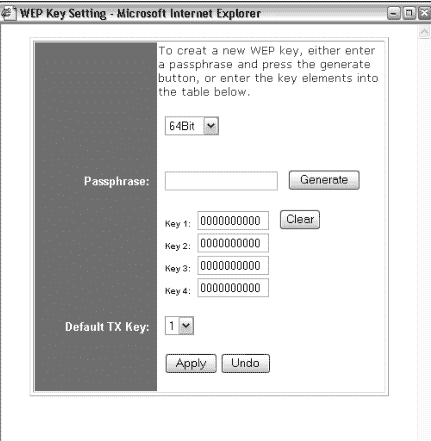 WEP Key Setting - Microsoft Internet Explorer
To creat a new WEP key, either enter
a passphrase and press the generate
button, or enter the key elements into
the table below.
64Bit
Passphrase: Generate
Key 1: 0000000000 Clear
Key 2: 0000000000
Key 3: 0000000000
Key 4: 0000000000
Default TX Key: 1
Apply Undo